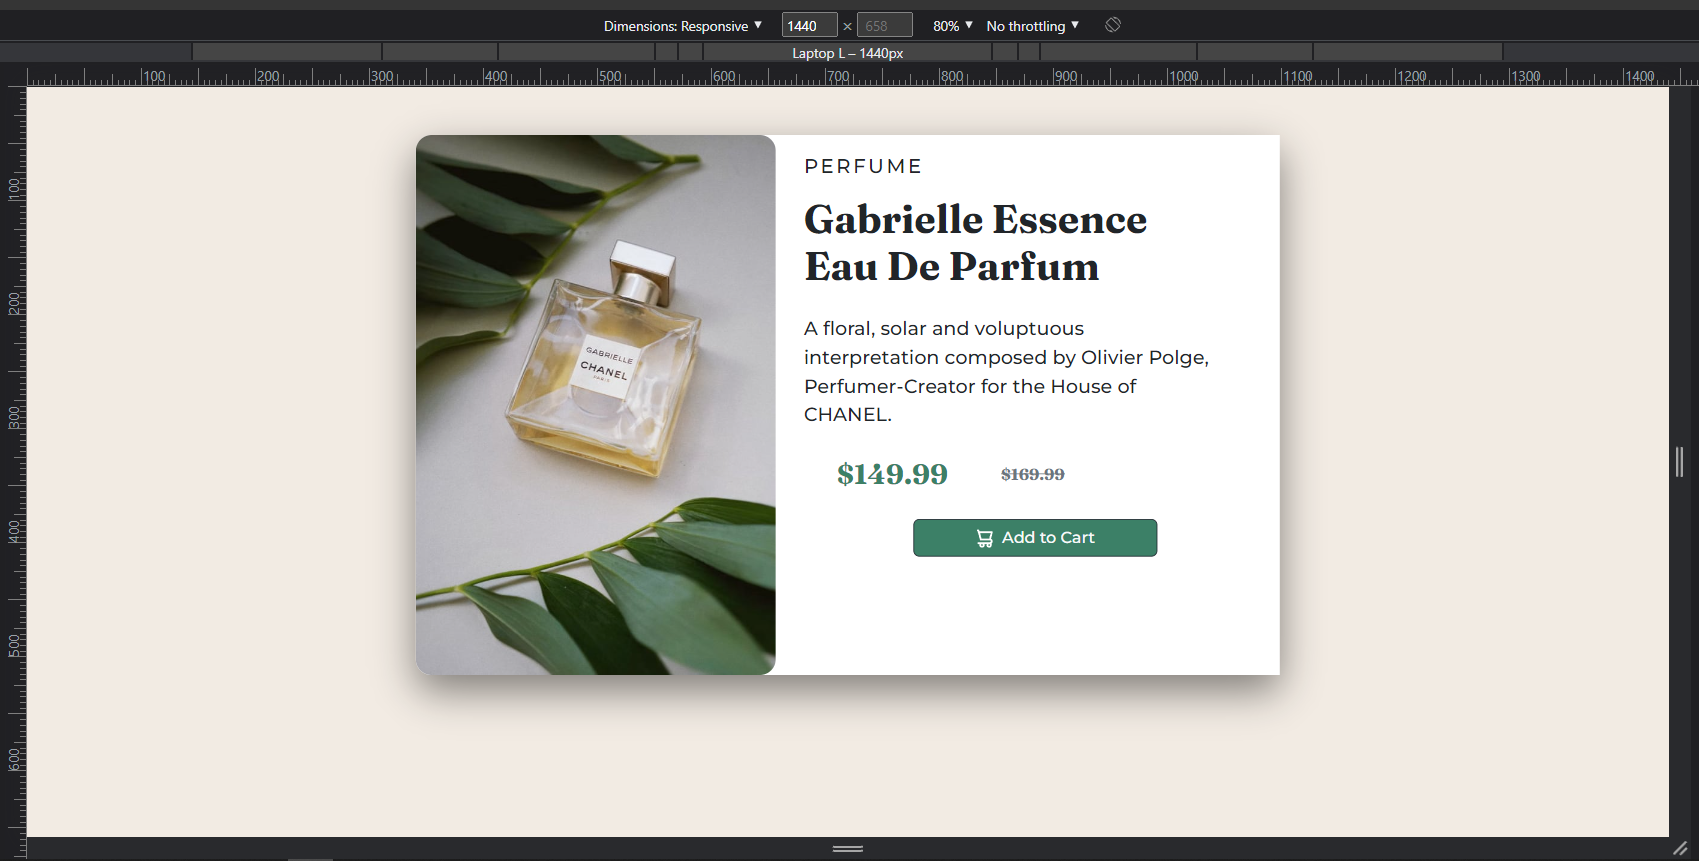 Dimensions: Responsive ▼ 1440 × 658 80% ▼ No throttling ▼
Laptop L – 1440px
100 200 300 400 500 600 700 800 900 1000 1100 1200 1300 1400
100
200
300
400
500
600
GABRIELLE
CHANEL
PARIS
PERFUME
Gabrielle Essence
Eau De Parfum
A floral, solar and voluptuous
interpretation composed by Olivier Polge,
Perfumer-Creator for the House of
CHANEL.
$149.99 $169.99
Add to Cart